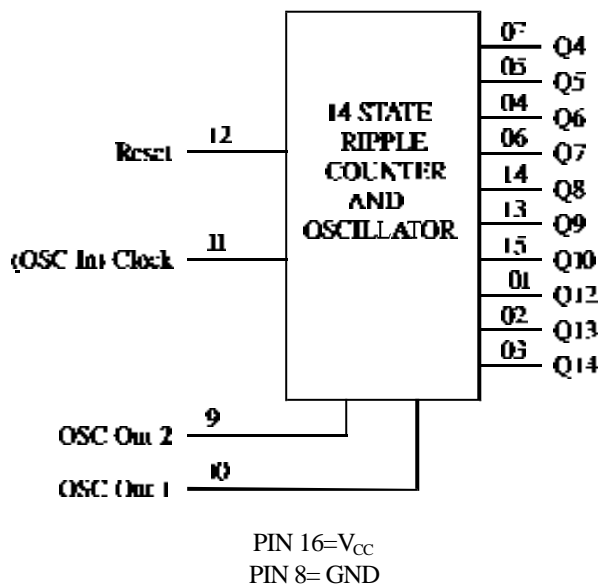 14 STATE
RIPPLE
COUNTER
AND
OSCILLATOR
Reset 12
(OSC In) Clock 11
OSC Out 2 9
OSC Out 1 10
07 Q4
05 Q5
04 Q6
06 Q7
14 Q8
13 Q9
15 Q10
01 Q12
02 Q13
03 Q14
PIN 16=VCC
PIN 8= GND